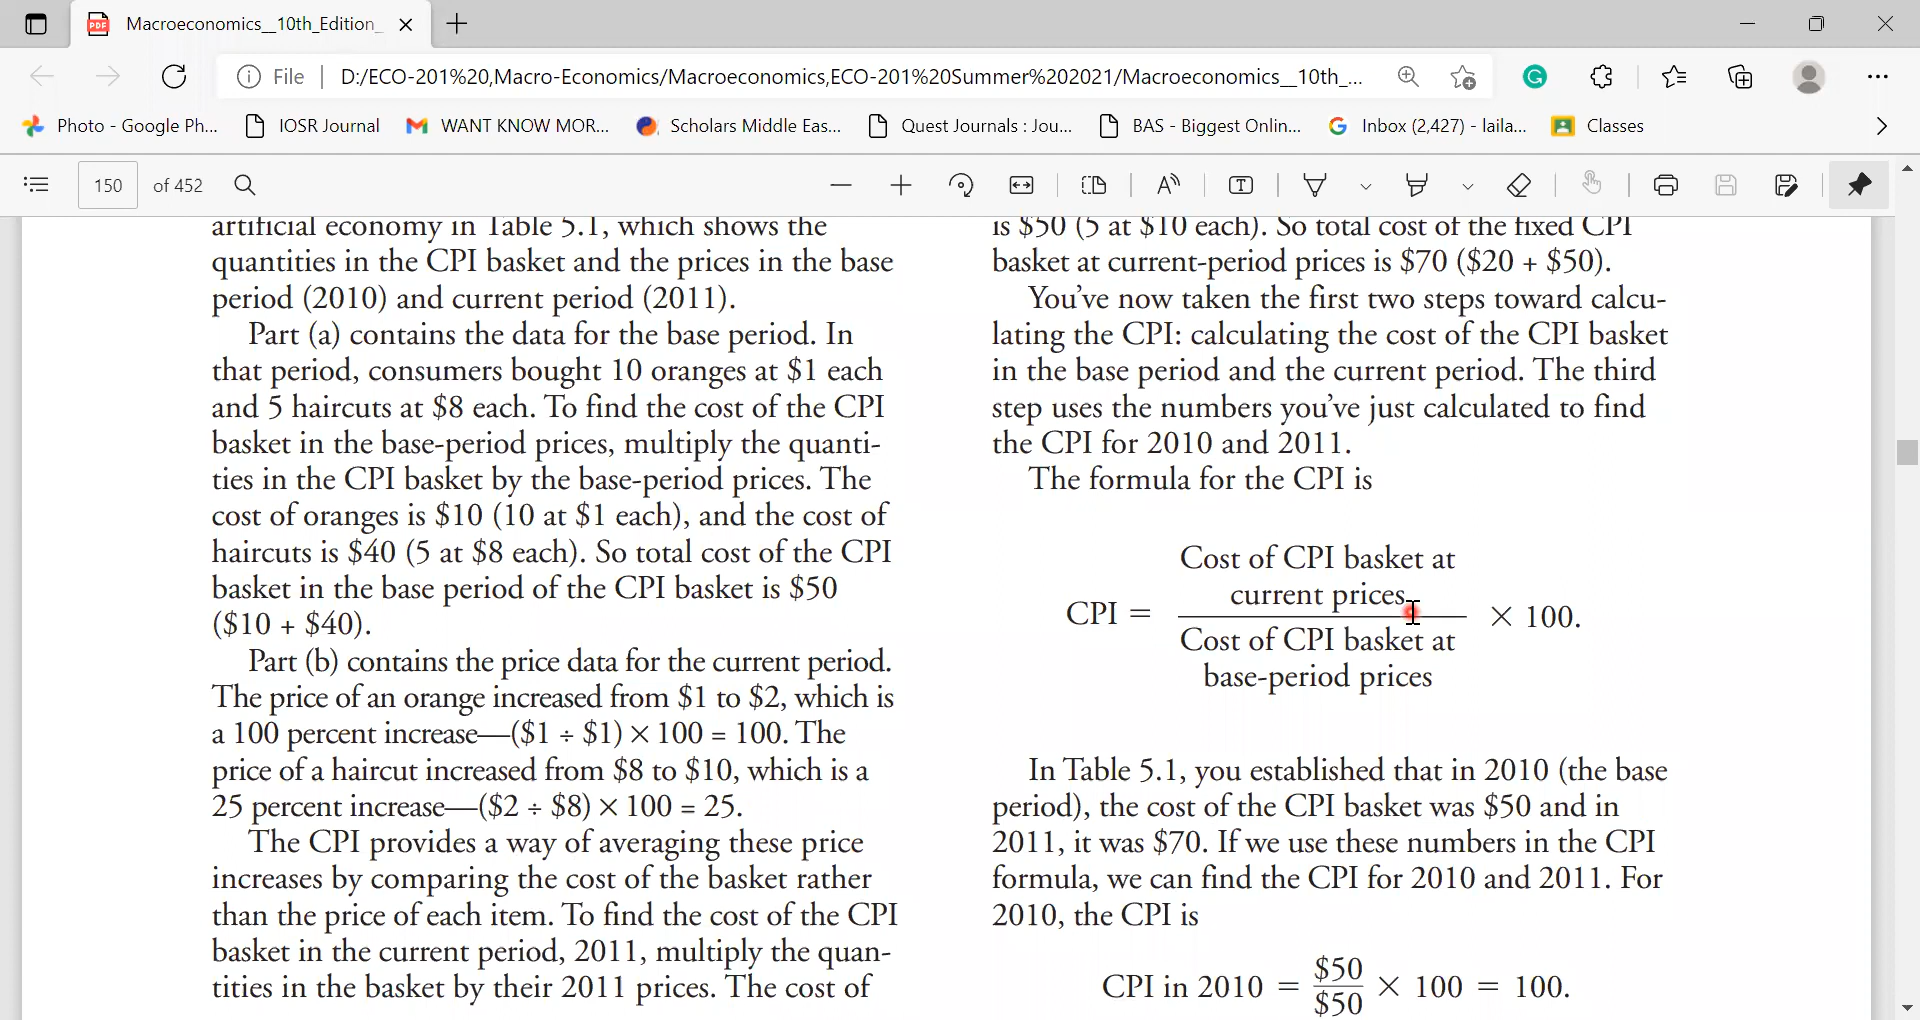 Macroeconomics__10th_Edition_
File
D:/ECO-201%20,Macro-Economics/Macroeconomics,ECO-201%20Summer%202021/Macroeconomics__10th_...
Photo - Google Ph...
IOSR Journal
WANT KNOW MOR...
Scholars Middle Eas...
Quest Journals : Jou...
BAS - Biggest Onlin...
Inbox (2,427) - laila...
Classes
150 of 452
artificial economy in Table 5.1, which shows the
quantities in the CPI basket and the prices in the base
period (2010) and current period (2011).
Part (a) contains the data for the base period. In
that period, consumers bought 10 oranges at $1 each
and 5 haircuts at $8 each. To find the cost of the CPI
basket in the base-period prices, multiply the quanti-
ties in the CPI basket by the base-period prices. The
cost of oranges is $10 (10 at $1 each), and the cost of
haircuts is $40 (5 at $8 each). So total cost of the CPI
basket in the base period of the CPI basket is $50
($10 + $40).
Part (b) contains the price data for the current period.
The price of an orange increased from $1 to $2, which is
a 100 percent increase—($1 ÷ $1) × 100 = 100. The
price of a haircut increased from $8 to $10, which is a
25 percent increase—($2 ÷ $8) × 100 = 25.
The CPI provides a way of averaging these price
increases by comparing the cost of the basket rather
than the price of each item. To find the cost of the CPI
basket in the current period, 2011, multiply the quan-
tities in the basket by their 2011 prices. The cost of
is $50 (5 at $10 each). So total cost of the fixed CPI
basket at current-period prices is $70 ($20 + $50).
You've now taken the first two steps toward calcu-
lating the CPI: calculating the cost of the CPI basket
in the base period and the current period. The third
step uses the numbers you've just calculated to find
the CPI for 2010 and 2011.
The formula for the CPI is
Cost of CPI basket at
current prices
CPI = × 100.
Cost of CPI basket at
base-period prices
In Table 5.1, you established that in 2010 (the base
period), the cost of the CPI basket was $50 and in
2011, it was $70. If we use these numbers in the CPI
formula, we can find the CPI for 2010 and 2011. For
2010, the CPI is
$50
CPI in 2010 = × 100 = 100.
$50